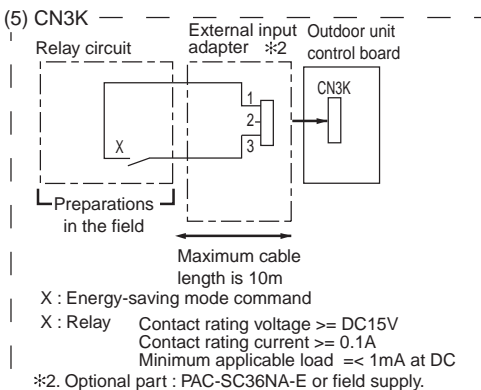 (5) CN3K
Relay circuit
External input
adapter ✻2
Outdoor unit
control board
CN3K
1
2
3
X
Preparations
in the field
Maximum cable
length is 10m
X : Energy-saving mode command
X : Relay Contact rating voltage >= DC15V
Contact rating current >= 0.1A
Minimum applicable load =< 1mA at DC
✻2. Optional part : PAC-SC36NA-E or field supply.